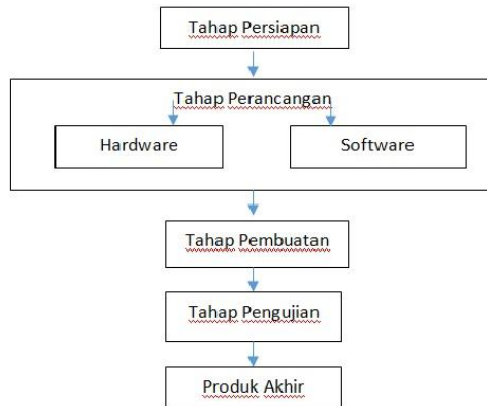 Tahap Persiapan
Tahap Perancangan
Hardware
Software
Tahap Pembuatan
Tahap Pengujian
Produk Akhir